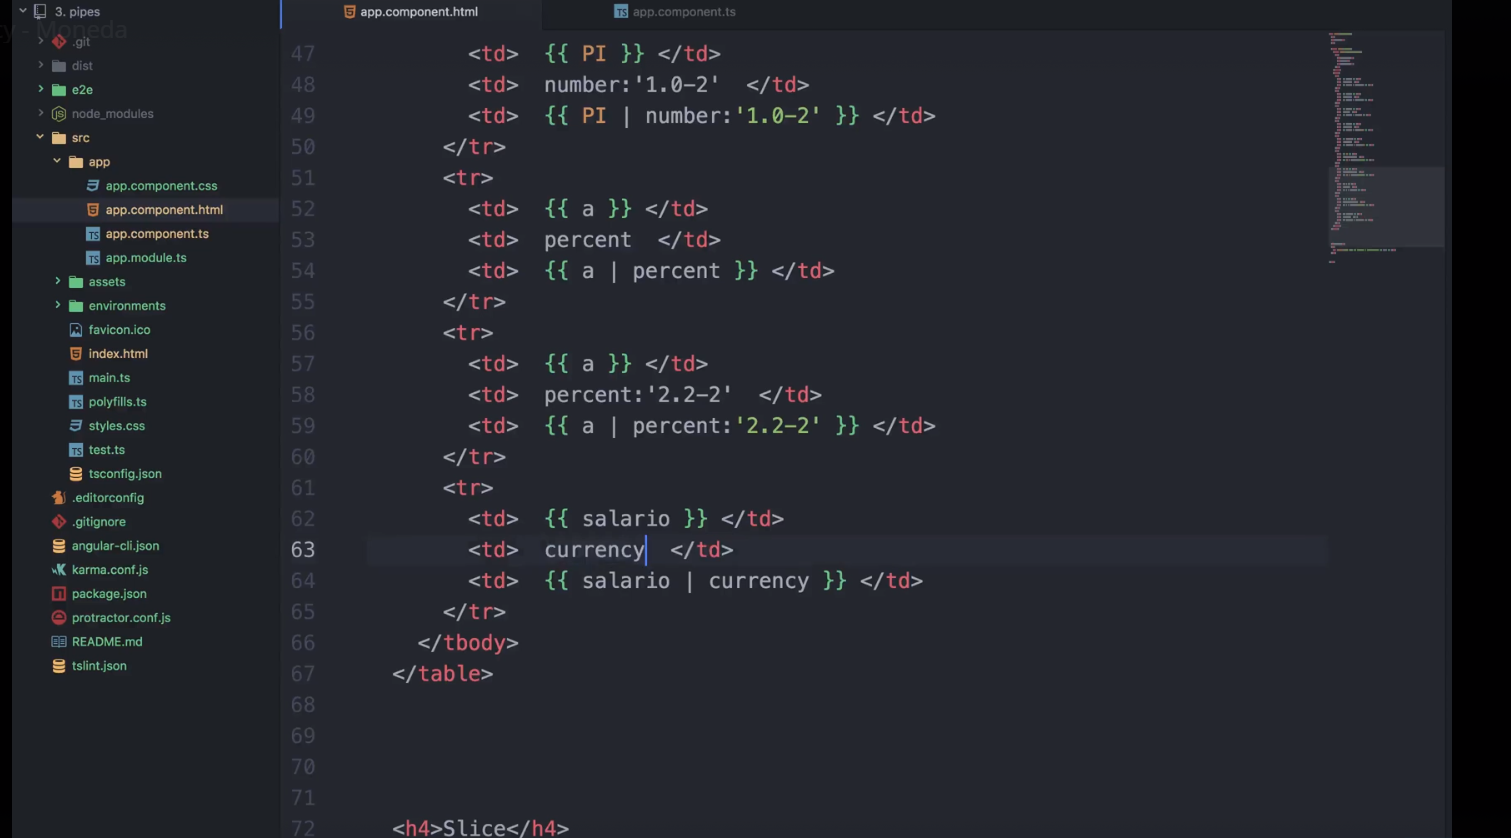 3. pipes
y - Moneda
.git
dist
e2e
node_modules
src
app
app.component.css
app.component.html
app.component.ts
app.module.ts
assets
environments
favicon.ico
index.html
main.ts
polyfills.ts
styles.css
test.ts
tsconfig.json
.editorconfig
.gitignore
angular-cli.json
karma.conf.js
package.json
protractor.conf.js
README.md
tslint.json
app.component.html
app.component.ts
47 <td> {{ PI }} </td>
48 <td> number:'1.0-2' </td>
49 <td> {{ PI | number:'1.0-2' }} </td>
50 </tr>
51 <tr>
52 <td> {{ a }} </td>
53 <td> percent </td>
54 <td> {{ a | percent }} </td>
55 </tr>
56 <tr>
57 <td> {{ a }} </td>
58 <td> percent:'2.2-2' </td>
59 <td> {{ a | percent:'2.2-2' }} </td>
60 </tr>
61 <tr>
62 <td> {{ salario }} </td>
63 <td> currency </td>
64 <td> {{ salario | currency }} </td>
65 </tr>
66 </tbody>
67 </table>
68
69
70
71
72 <h4>Slice</h4>